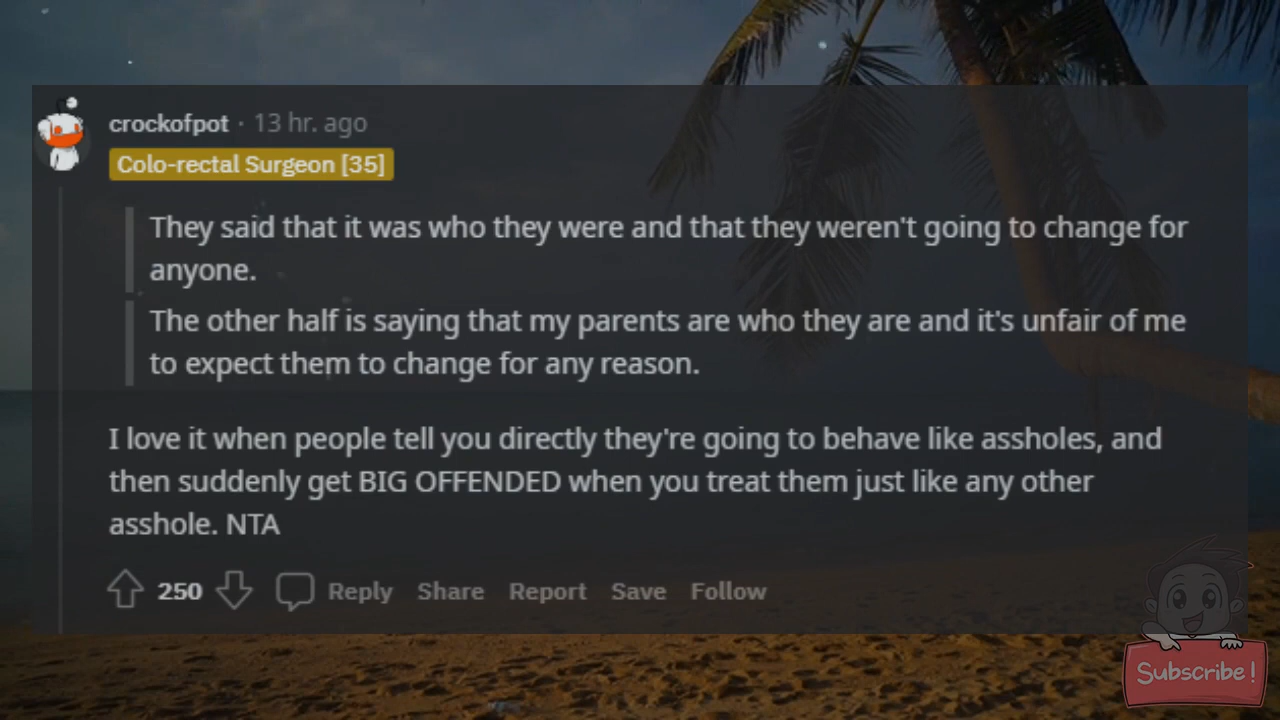 crockofpot · 13 hr. ago
Colo-rectal Surgeon [35]
They said that it was who they were and that they weren't going to change for
anyone.
The other half is saying that my parents are who they are and it's unfair of me
to expect them to change for any reason.
I love it when people tell you directly they're going to behave like assholes, and
then suddenly get BIG OFFENDED when you treat them just like any other
asshole. NTA
250 Reply Share Report Save Follow
Subscribe!